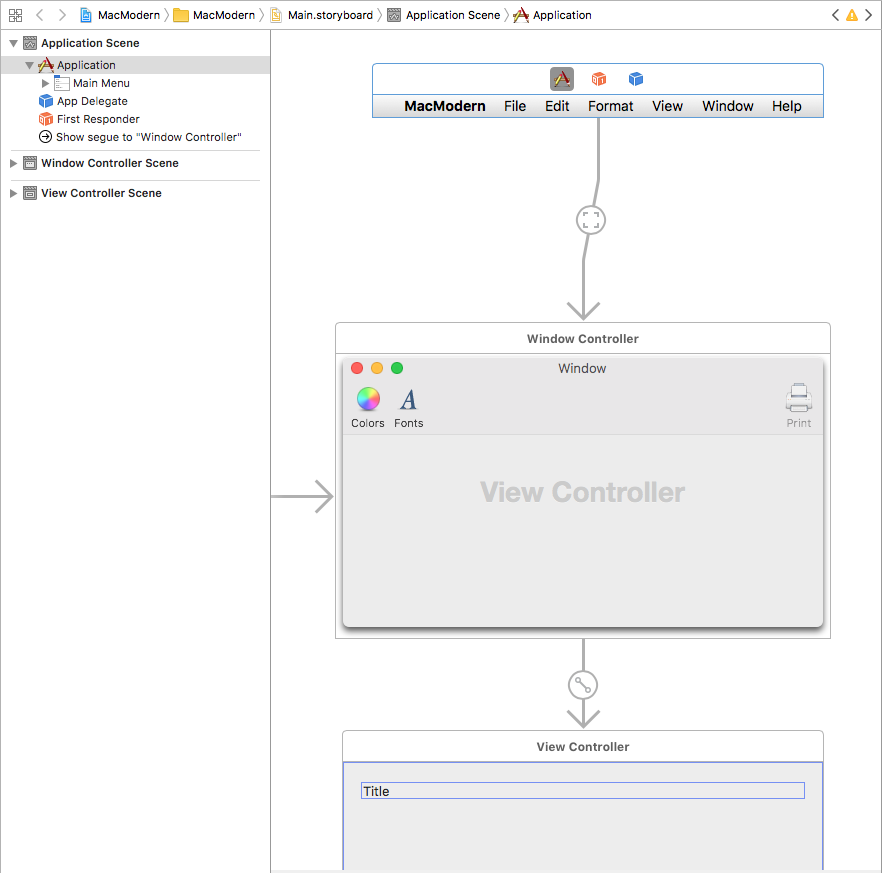 MacModern MacModern Main.storyboard Application Scene Application
Application Scene
Application
Main Menu
App Delegate
First Responder
Show segue to "Window Controller"
Window Controller Scene
View Controller Scene
MacModern File Edit Format View Window Help
Window Controller
Window
Colors Fonts Print
View Controller
View Controller
Title